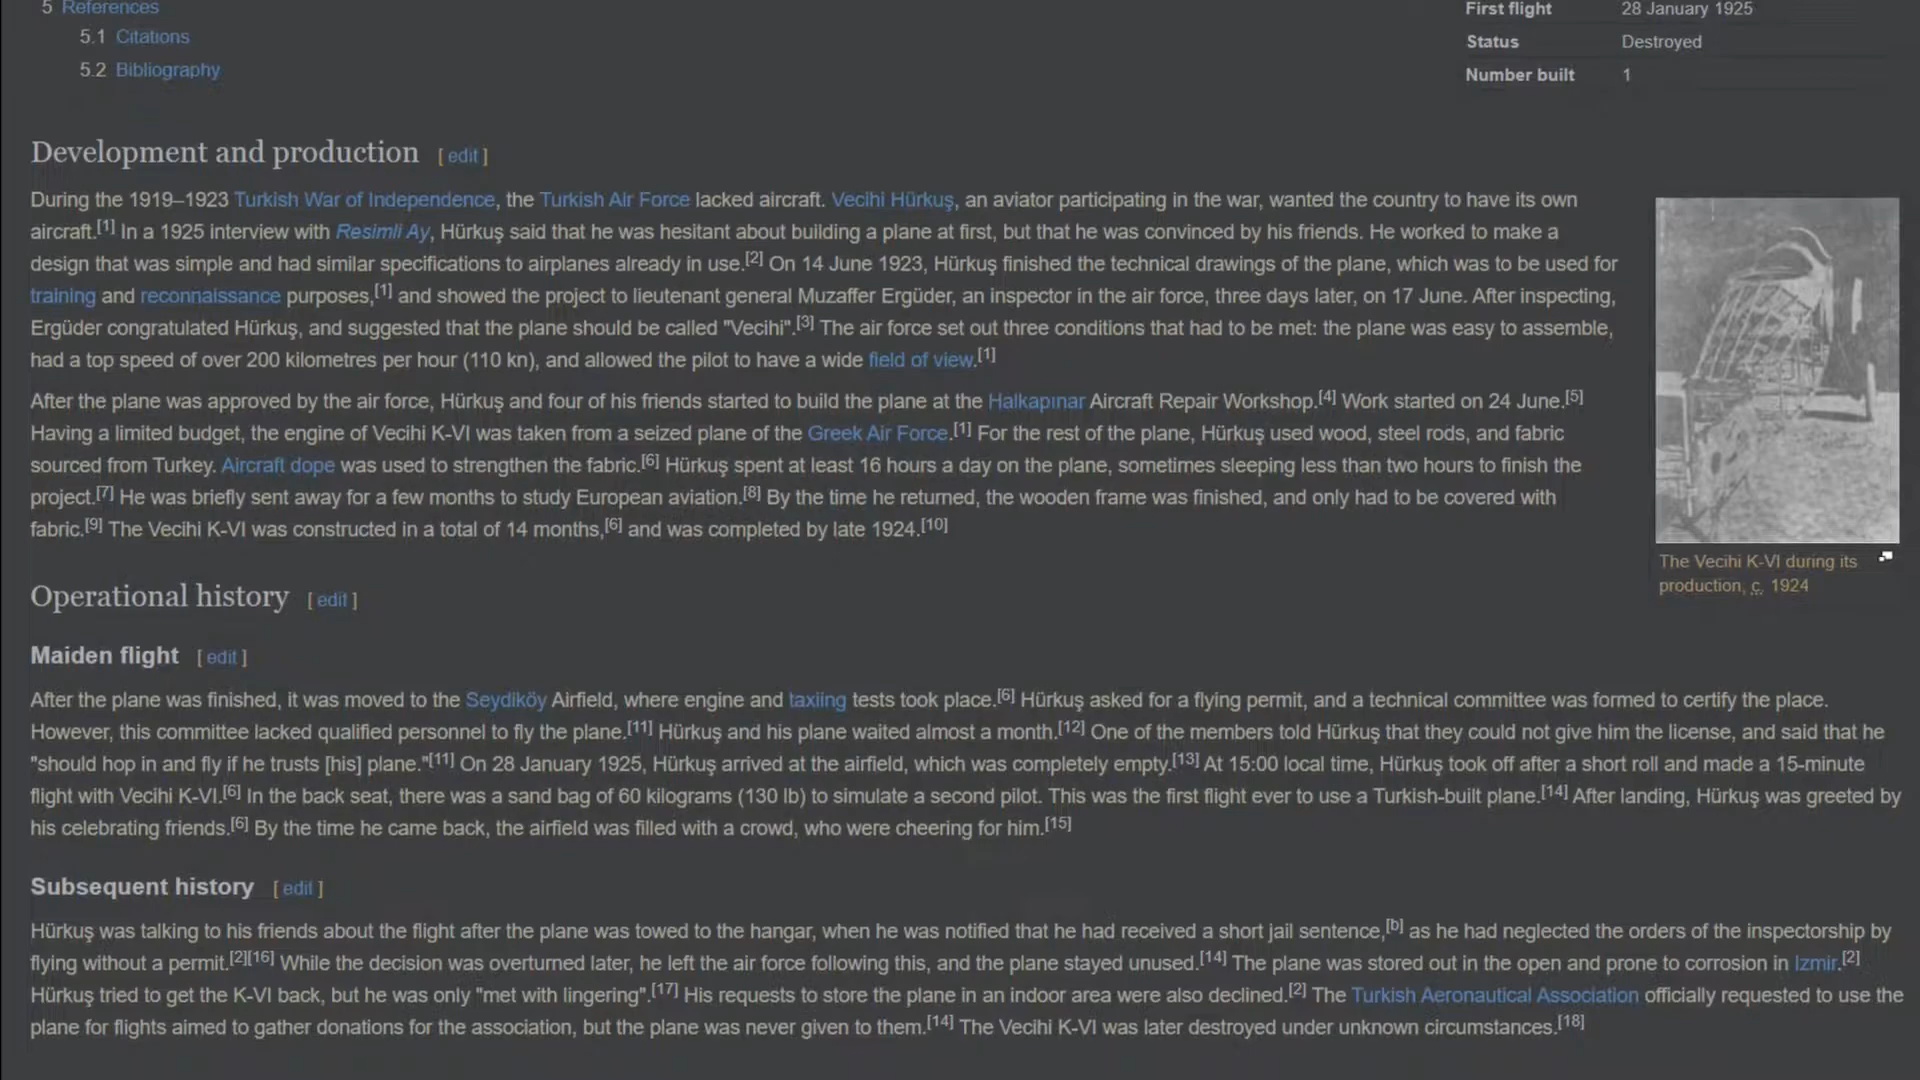 5 References
5.1 Citations
5.2 Bibliography
First flight 28 January 1925
Status Destroyed
Number built 1
Development and production [ edit ]
During the 1919–1923 Turkish War of Independence, the Turkish Air Force lacked aircraft. Vecihi Hürkuş, an aviator participating in the war, wanted the country to have its own
aircraft.[1] In a 1925 interview with Resimli Ay, Hürkuş said that he was hesitant about building a plane at first, but that he was convinced by his friends. He worked to make a
design that was simple and had similar specifications to airplanes already in use.[2] On 14 June 1923, Hürkuş finished the technical drawings of the plane, which was to be used for
training and reconnaissance purposes,[1] and showed the project to lieutenant general Muzaffer Ergüder, an inspector in the air force, three days later, on 17 June. After inspecting,
Ergüder congratulated Hürkuş, and suggested that the plane should be called "Vecihi".[3] The air force set out three conditions that had to be met: the plane was easy to assemble,
had a top speed of over 200 kilometres per hour (110 kn), and allowed the pilot to have a wide field of view.[1]
After the plane was approved by the air force, Hürkuş and four of his friends started to build the plane at the Halkapınar Aircraft Repair Workshop.[4] Work started on 24 June.[5]
Having a limited budget, the engine of Vecihi K-VI was taken from a seized plane of the Greek Air Force.[1] For the rest of the plane, Hürkuş used wood, steel rods, and fabric
sourced from Turkey. Aircraft dope was used to strengthen the fabric.[6] Hürkuş spent at least 16 hours a day on the plane, sometimes sleeping less than two hours to finish the
project.[7] He was briefly sent away for a few months to study European aviation.[8] By the time he returned, the wooden frame was finished, and only had to be covered with
fabric.[9] The Vecihi K-VI was constructed in a total of 14 months,[6] and was completed by late 1924.[10]
The Vecihi K-VI during its
production, c. 1924
Operational history [ edit ]
Maiden flight [ edit ]
After the plane was finished, it was moved to the Seydiköy Airfield, where engine and taxiing tests took place.[6] Hürkuş asked for a flying permit, and a technical committee was formed to certify the place.
However, this committee lacked qualified personnel to fly the plane.[11] Hürkuş and his plane waited almost a month.[12] One of the members told Hürkuş that they could not give him the license, and said that he
"should hop in and fly if he trusts [his] plane."[11] On 28 January 1925, Hürkuş arrived at the airfield, which was completely empty.[13] At 15:00 local time, Hürkuş took off after a short roll and made a 15-minute
flight with Vecihi K-VI.[6] In the back seat, there was a sand bag of 60 kilograms (130 lb) to simulate a second pilot. This was the first flight ever to use a Turkish-built plane.[14] After landing, Hürkuş was greeted by
his celebrating friends.[6] By the time he came back, the airfield was filled with a crowd, who were cheering for him.[15]
Subsequent history [ edit ]
Hürkuş was talking to his friends about the flight after the plane was towed to the hangar, when he was notified that he had received a short jail sentence,[b] as he had neglected the orders of the inspectorship by
flying without a permit.[2][16] While the decision was overturned later, he left the air force following this, and the plane stayed unused.[14] The plane was stored out in the open and prone to corrosion in Izmir.[2]
Hürkuş tried to get the K-VI back, but he was only "met with lingering".[17] His requests to store the plane in an indoor area were also declined.[2] The Turkish Aeronautical Association officially requested to use the
plane for flights aimed to gather donations for the association, but the plane was never given to them.[14] The Vecihi K-VI was later destroyed under unknown circumstances.[18]